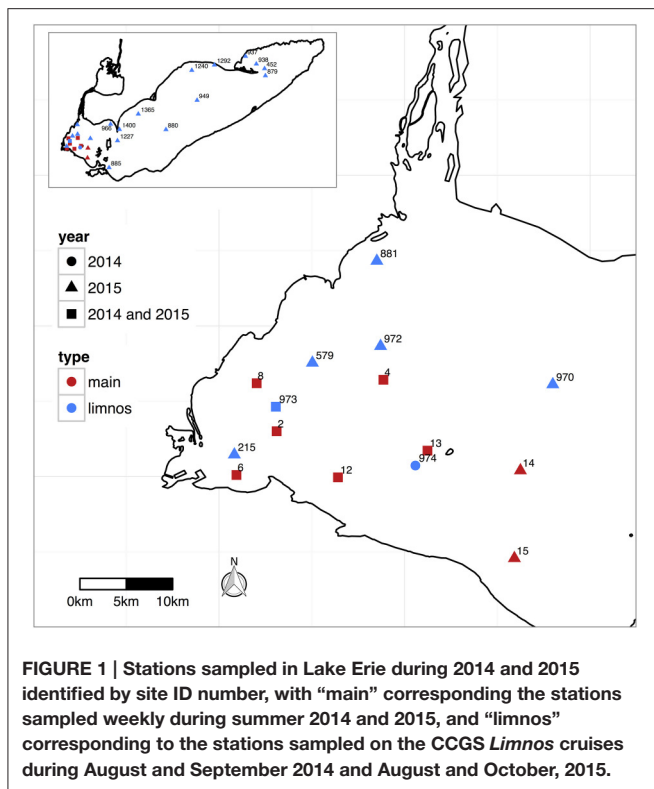 937
938
452
879
1292
1240
949
1365
966
1400
1227
880
885
year
2014
2015
2014 and 2015
type
main
limnos
881
972
579
4
970
8
973
2
13
215
974
14
6
12
15
N
0km 5km 10km
FIGURE 1 | Stations sampled in Lake Erie during 2014 and 2015
identified by site ID number, with “main” corresponding the stations
sampled weekly during summer 2014 and 2015, and “limnos”
corresponding to the stations sampled on the CCGS Limnos cruises
during August and September 2014 and August and October, 2015.